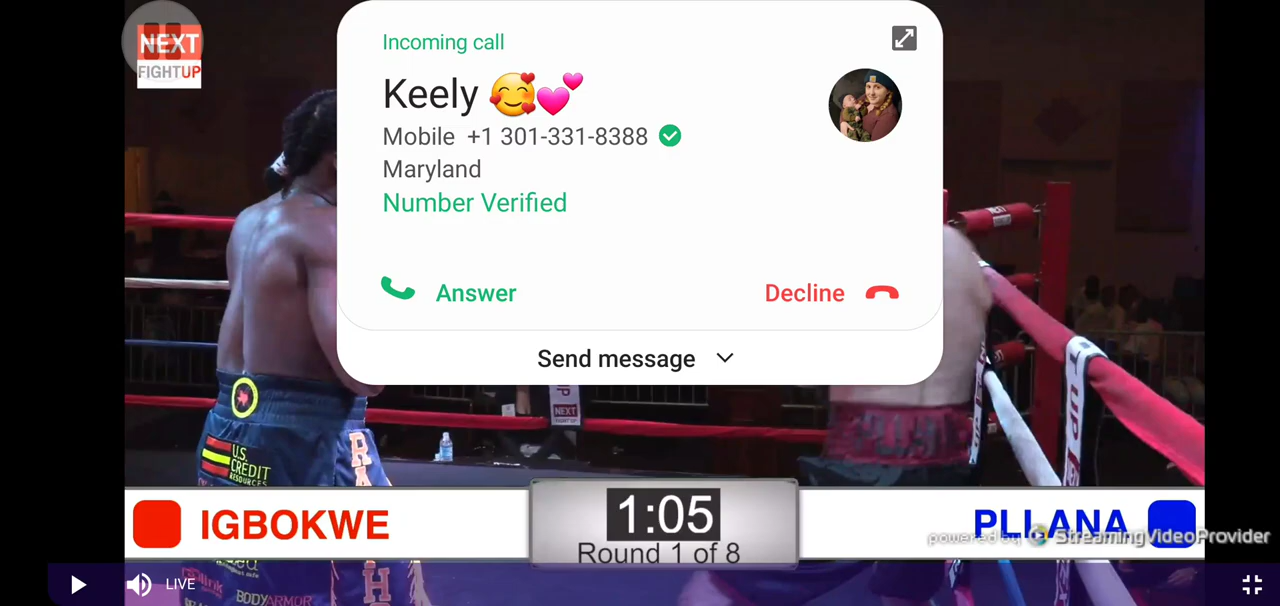 NEXT
FIGHTUP
Incoming call
Keely 🥰💕
Mobile +1 301-331-8388
Maryland
Number Verified
Answer
Decline
Send message
NEXT
U.S.
CREDIT
RESOURCES
IGBOKWE
1:05
Round 1 of 8
PLLANA
powered by StreamingVideoProvider
LIVE
BODYARMOR